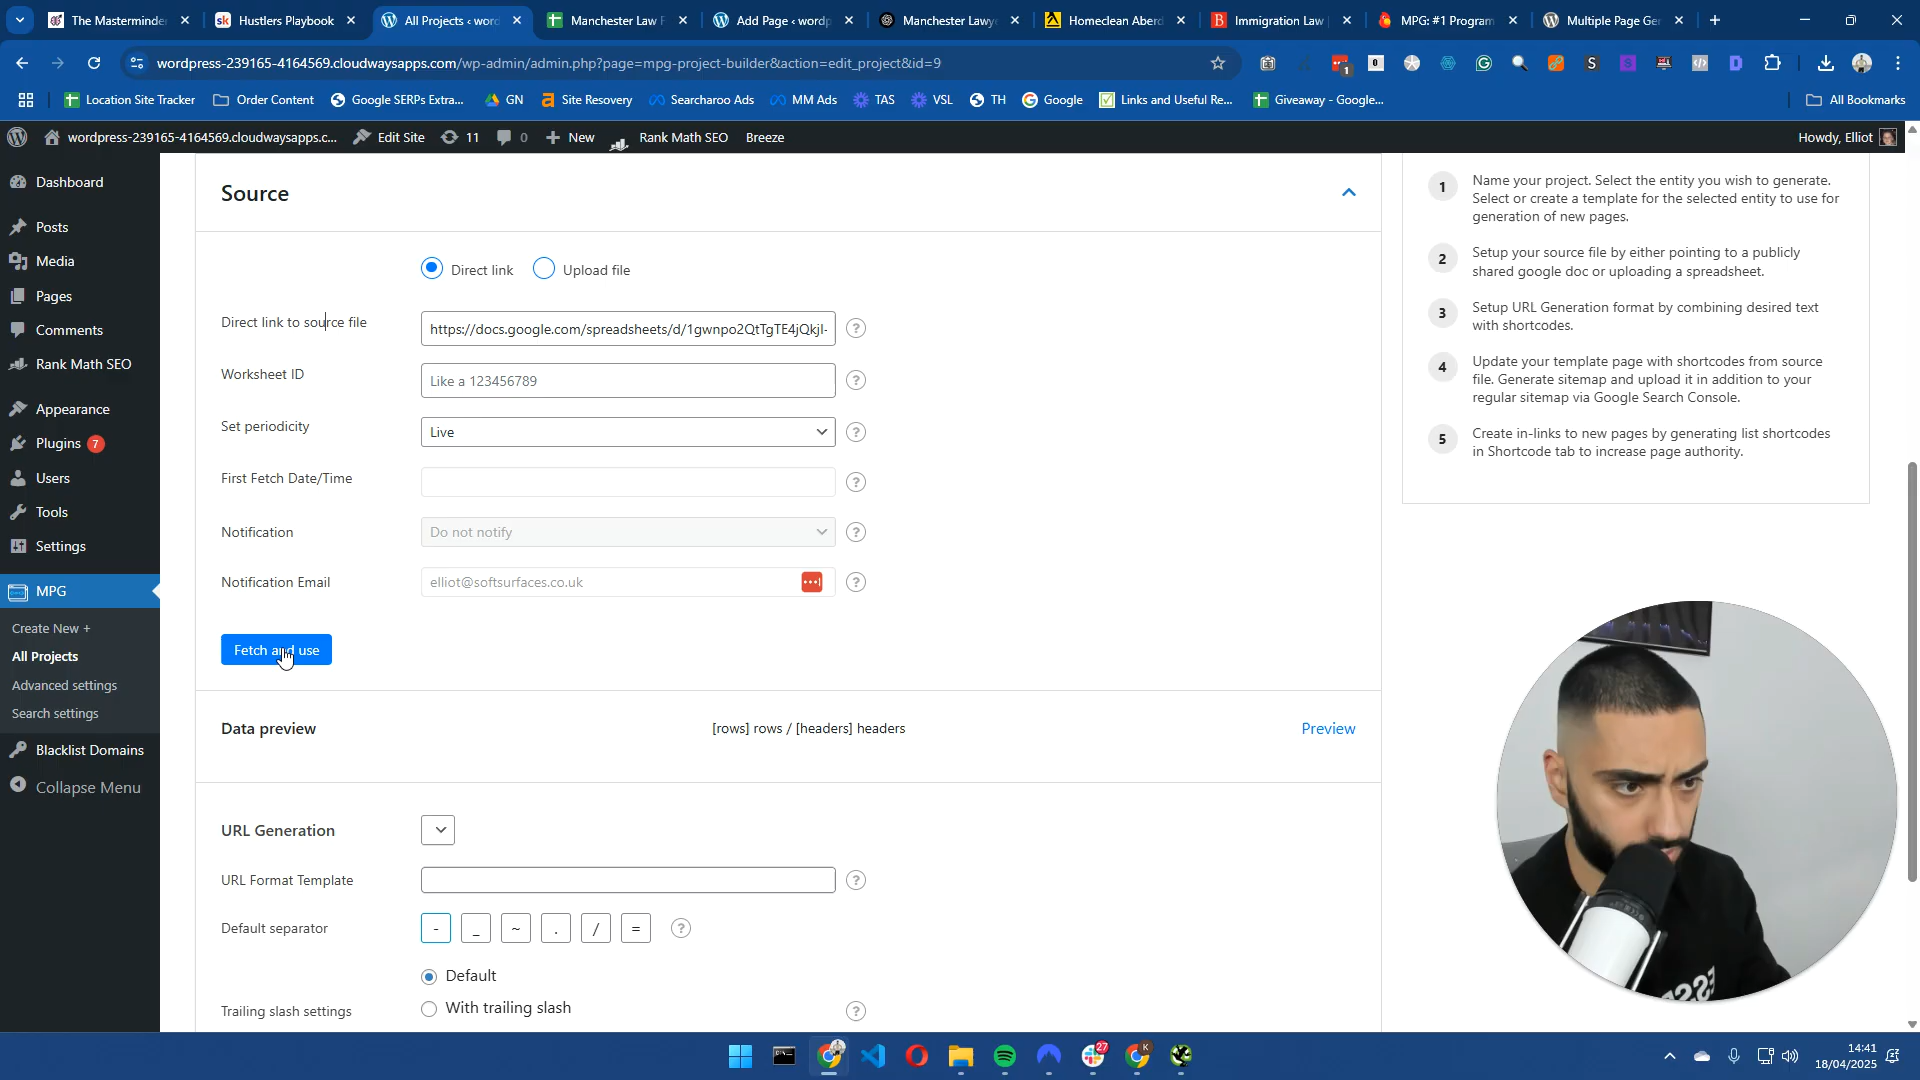 The Masterminder
Hustlers Playbook
All Projects ‹ word
Manchester Law F
Add Page ‹ wordp
Manchester Lawye
Homeclean Aberd
Immigration Law
MPG: #1 Program
Multiple Page Ge
wordpress-239165-4164569.cloudwaysapps.com/wp-admin/admin.php?page=mpg-project-builder&action=edit_project&id=9
Location Site Tracker
Order Content
Google SERPs Extra...
GN
Site Recovery
Searcharoo Ads
MM Ads
TAS
VSL
TH
Google
Links and Useful Re...
Giveaway - Google...
All Bookmarks
wordpress-239165-4164569.cloudwaysapps.c...
Edit Site
11
0
New
Rank Math SEO
Breeze
Howdy, Elliot
Dashboard
Posts
Media
Pages
Comments
Rank Math SEO
Appearance
Plugins 7
Users
Tools
Settings
MPG
Create New +
All Projects
Advanced settings
Search settings
Blacklist Domains
Collapse Menu
Source
Direct link
Upload file
Direct link to source file
https://docs.google.com/spreadsheets/d/1gwnpo2QtTgTE4jQkjI-
?
Worksheet ID
Like a 123456789
?
Set periodicity
Live
?
First Fetch Date/Time
?
Notification
Do not notify
?
Notification Email
elliot@softsurfaces.co.uk
?
Fetch and use
Data preview
[rows] rows / [headers] headers
Preview
URL Generation
URL Format Template
?
Default separator
- _ ~ . / =
?
Default
Trailing slash settings
With trailing slash
?
1
Name your project. Select the entity you wish to generate.
Select or create a template for the selected entity to use for
generation of new pages.
2
Setup your source file by either pointing to a publicly
shared google doc or uploading a spreadsheet.
3
Setup URL Generation format by combining desired text
with shortcodes.
4
Update your template page with shortcodes from source
file. Generate sitemap and upload it in addition to your
regular sitemap via Google Search Console.
5
Create in-links to new pages by generating list shortcodes
in Shortcode tab to increase page authority.
27
14:41
18/04/2025